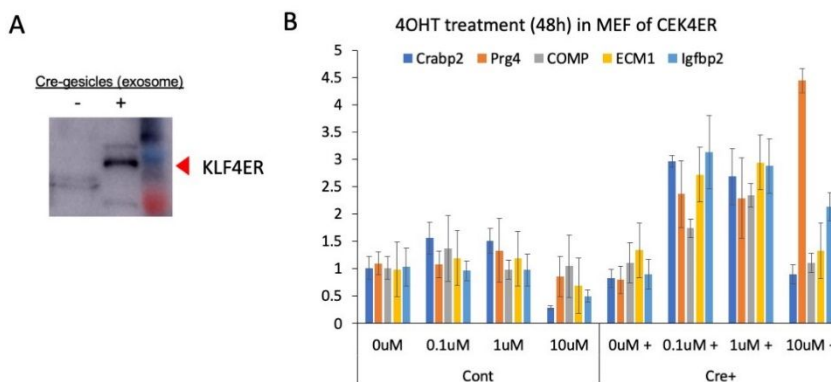 A
Cre-gesicles (exosome)
- +
KLF4ER
B
4OHT treatment (48h) in MEF of CEK4ER
Crabp2 Prg4 COMP ECM1 Igfbp2
5
4.5
4
3.5
3
2.5
2
1.5
1
0.5
0
0uM 0.1uM 1uM 10uM 0uM + 0.1uM + 1uM + 10uM +
Cont Cre+